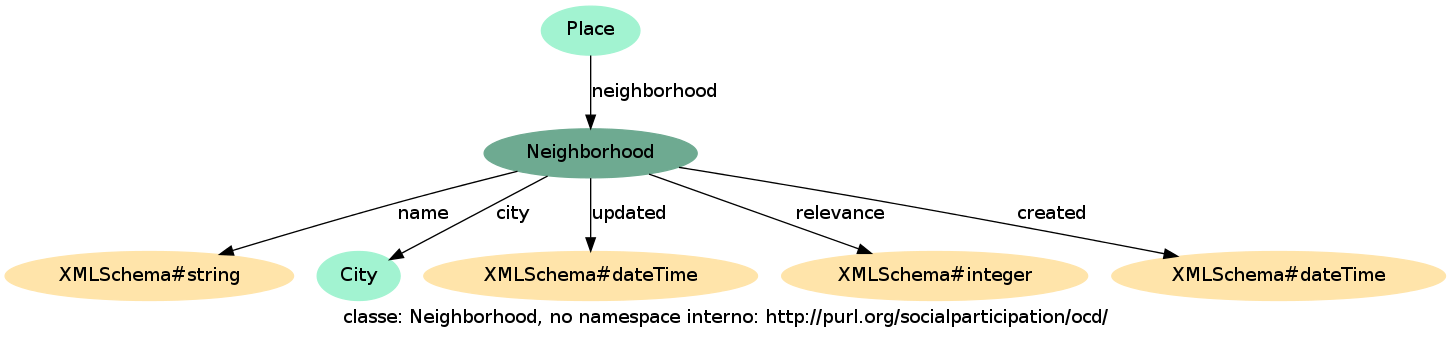 Place
neighborhood
Neighborhood
name
city
updated
relevance
created
XMLSchema#string
City
XMLSchema#dateTime
XMLSchema#integer
XMLSchema#dateTime
classe: Neighborhood, no namespace interno: http://purl.org/socialparticipation/ocd/